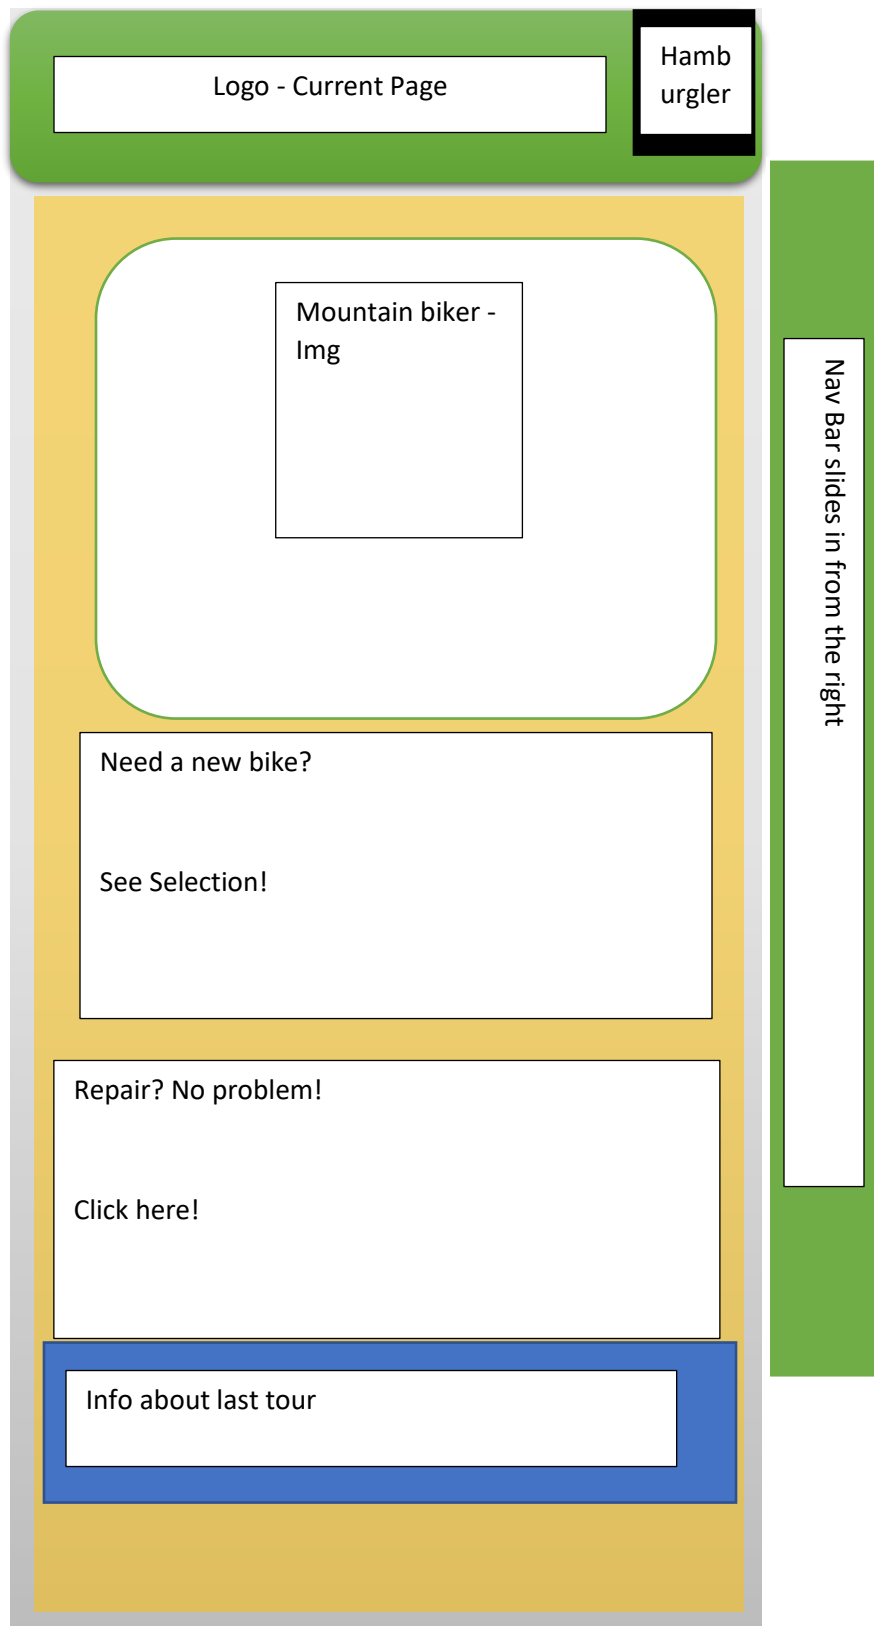 Logo - Current Page
Hamb
urgler
Mountain biker -
Img
Nav Bar slides in from the right
Need a new bike?
See Selection!
Repair? No problem!
Click here!
Info about last tour